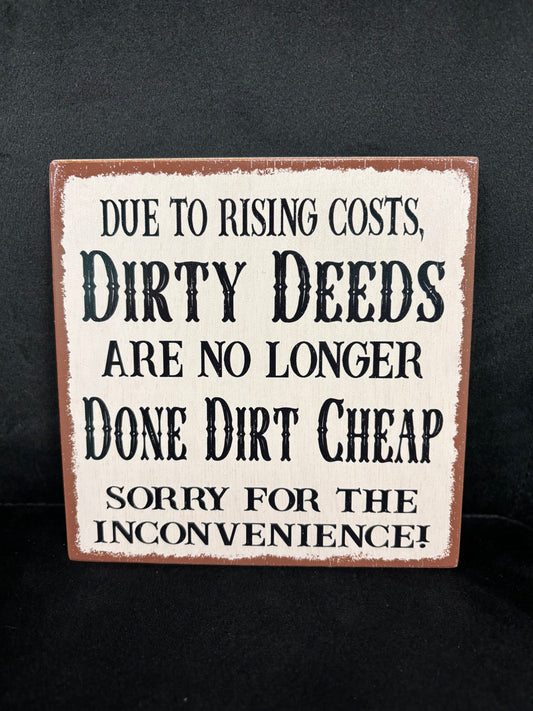 DUE TO RISING COSTS,
DIRTY DEEDS
ARE NO LONGER
DONE DIRT CHEAP
SORRY FOR THE
INCONVENIENCE!